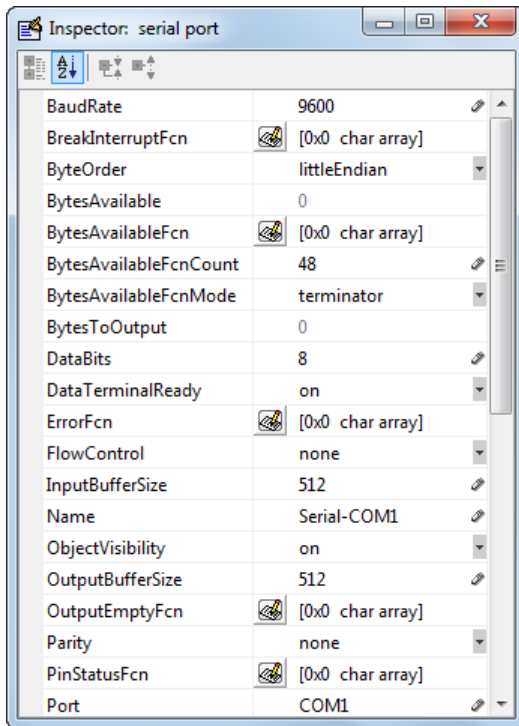 Inspector: serial port
BaudRate 9600
BreakInterruptFcn [0x0 char array]
ByteOrder littleEndian
BytesAvailable 0
BytesAvailableFcn [0x0 char array]
BytesAvailableFcnCount 48
BytesAvailableFcnMode terminator
BytesToOutput 0
DataBits 8
DataTerminalReady on
ErrorFcn [0x0 char array]
FlowControl none
InputBufferSize 512
Name Serial-COM1
ObjectVisibility on
OutputBufferSize 512
OutputEmptyFcn [0x0 char array]
Parity none
PinStatusFcn [0x0 char array]
Port COM1